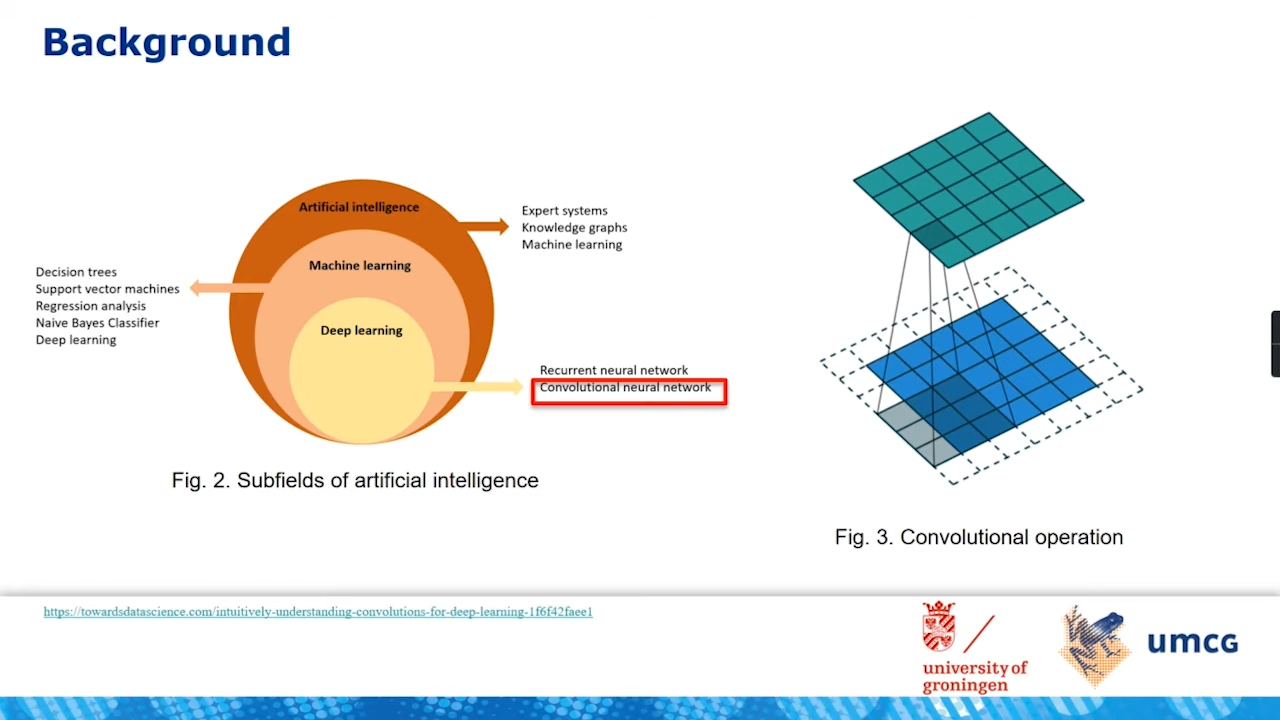 Background
Artificial intelligence
Machine learning
Deep learning
Expert systems
Knowledge graphs
Machine learning
Decision trees
Support vector machines
Regression analysis
Naive Bayes Classifier
Deep learning
Recurrent neural network
Convolutional neural network
Fig. 2. Subfields of artificial intelligence
Fig. 3. Convolutional operation
https://towardsdatascience.com/intuitively-understanding-convolutions-for-deep-learning-1f6f42faee1
university of
groningen
umcg